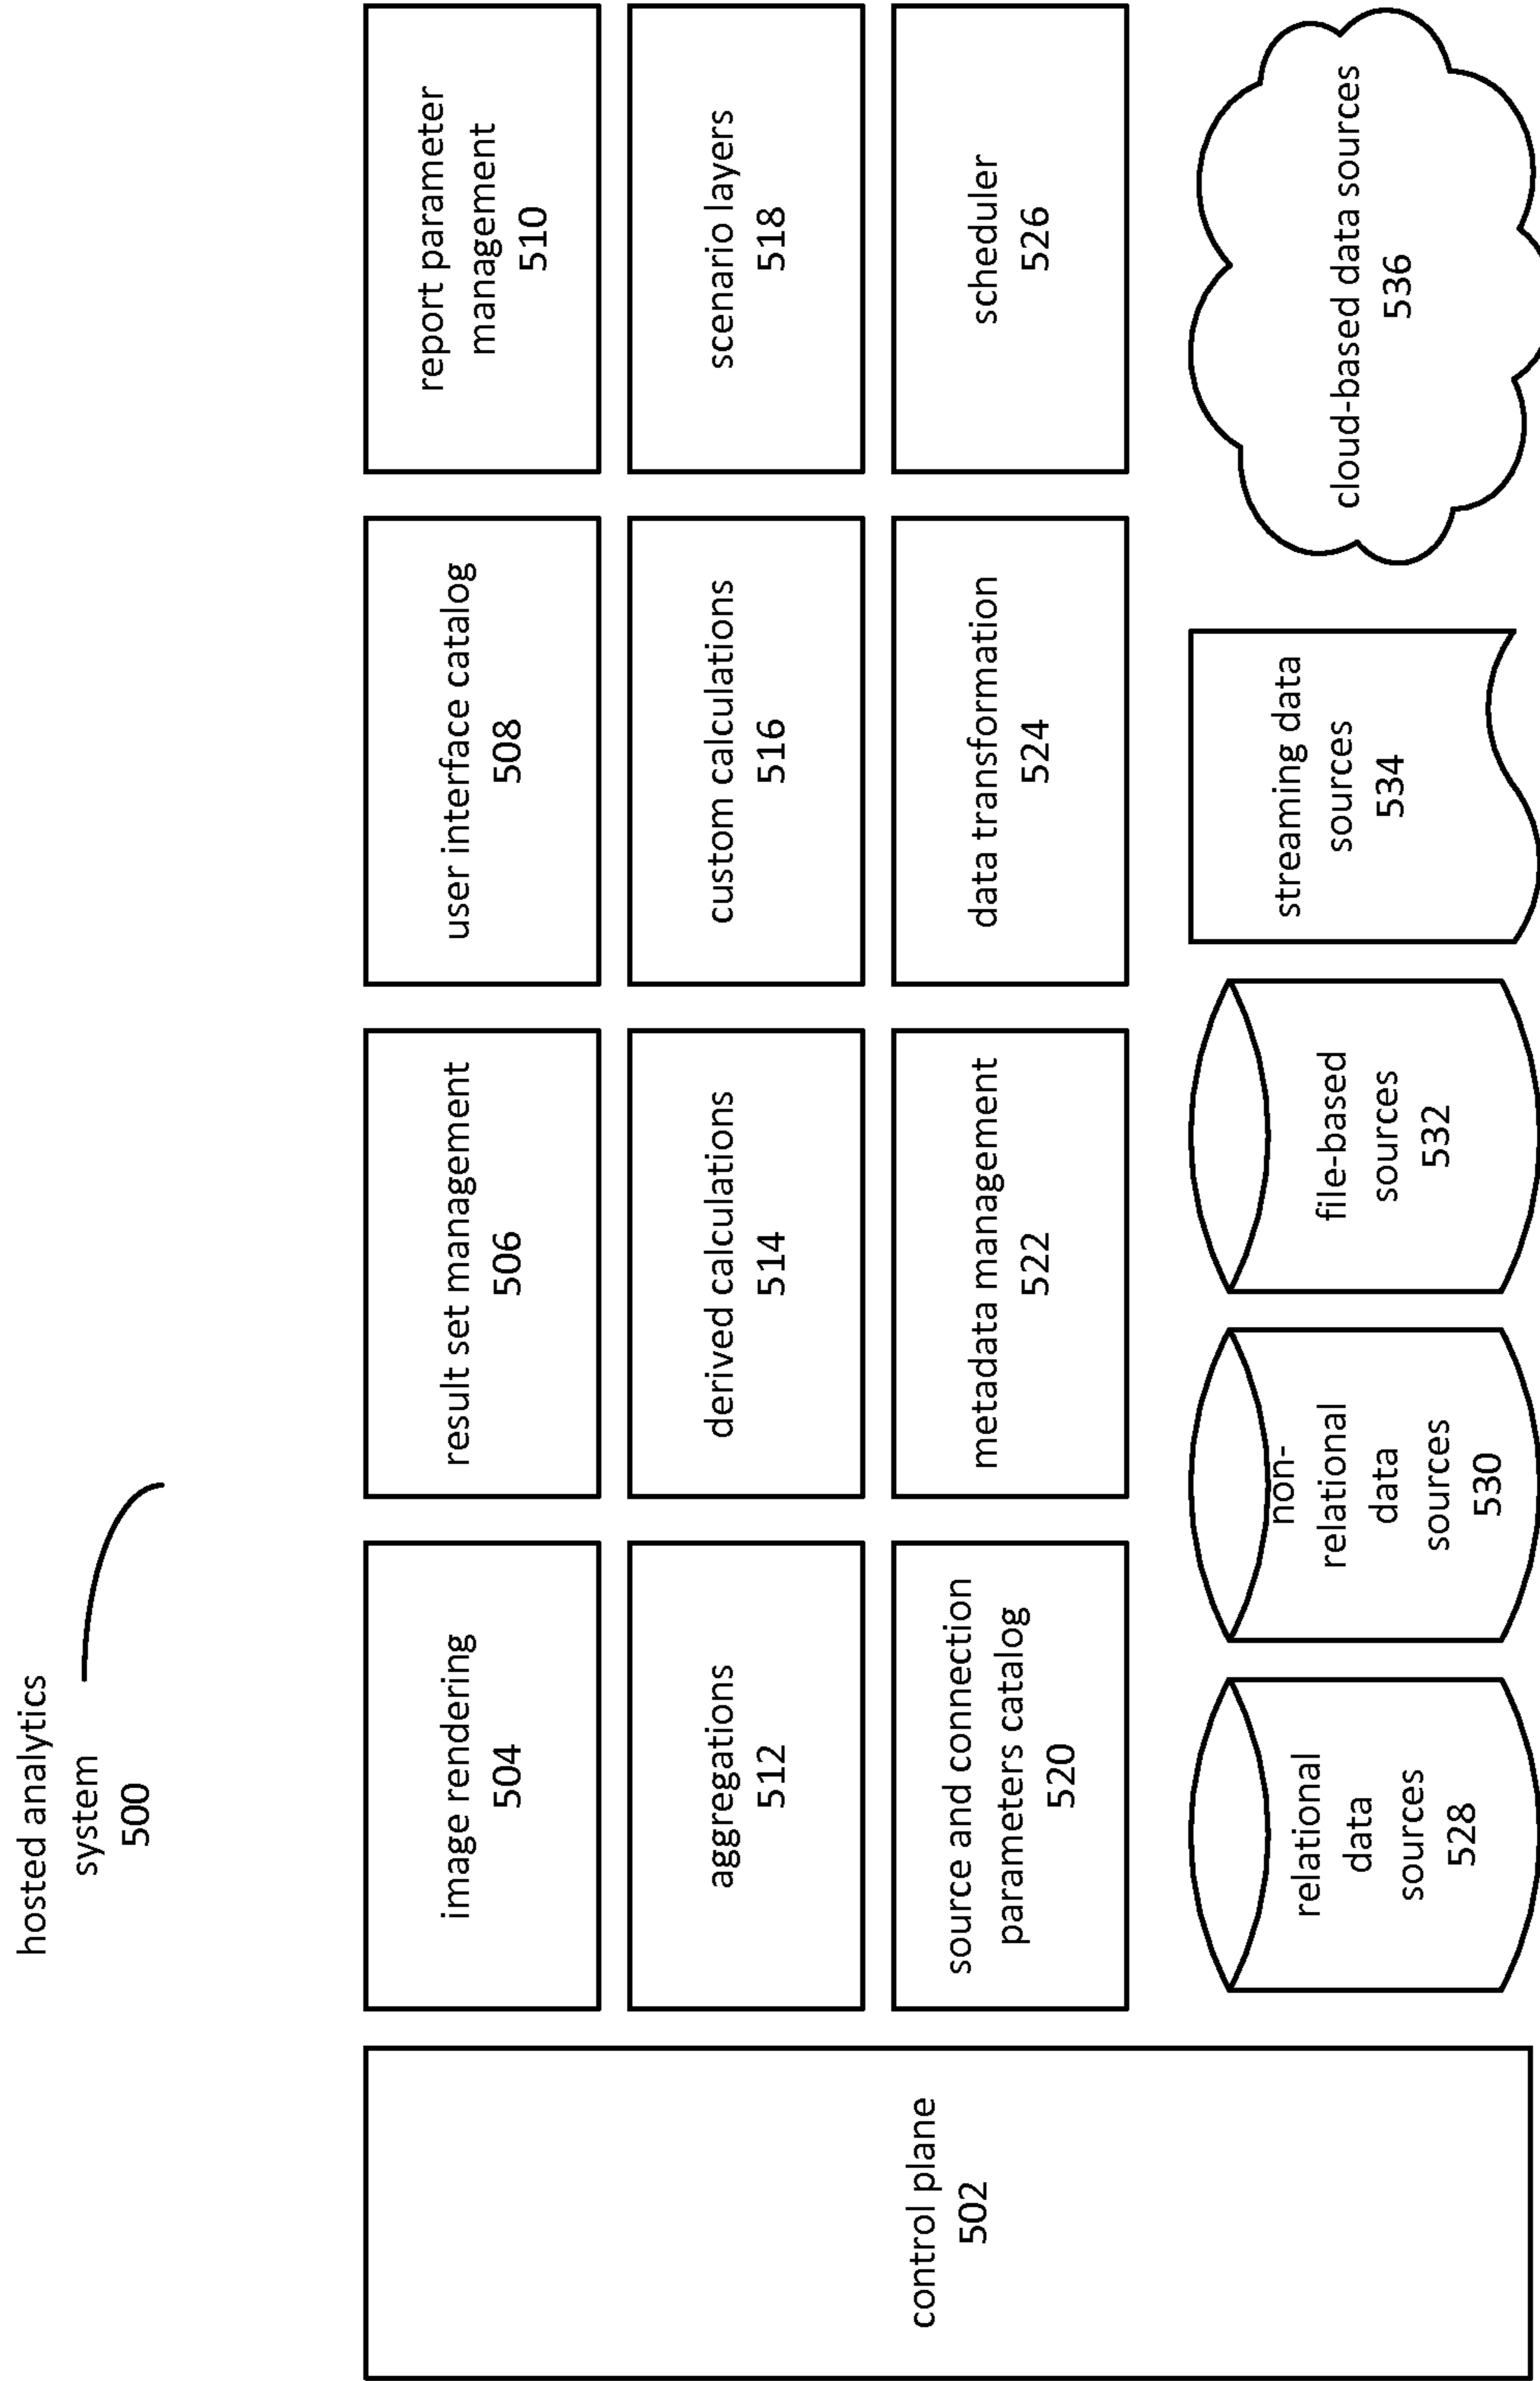 hosted analytics
system
500
control plane
502
image rendering
504
result set management
506
user interface catalog
508
report parameter
management
510
aggregations
512
derived calculations
514
custom calculations
516
scenario layers
518
source and connection
parameters catalog
520
metadata management
522
data transformation
524
scheduler
526
relational
data
sources
528
non-
relational
data
sources
530
file-based
sources
532
streaming data
sources
534
cloud-based data sources
536